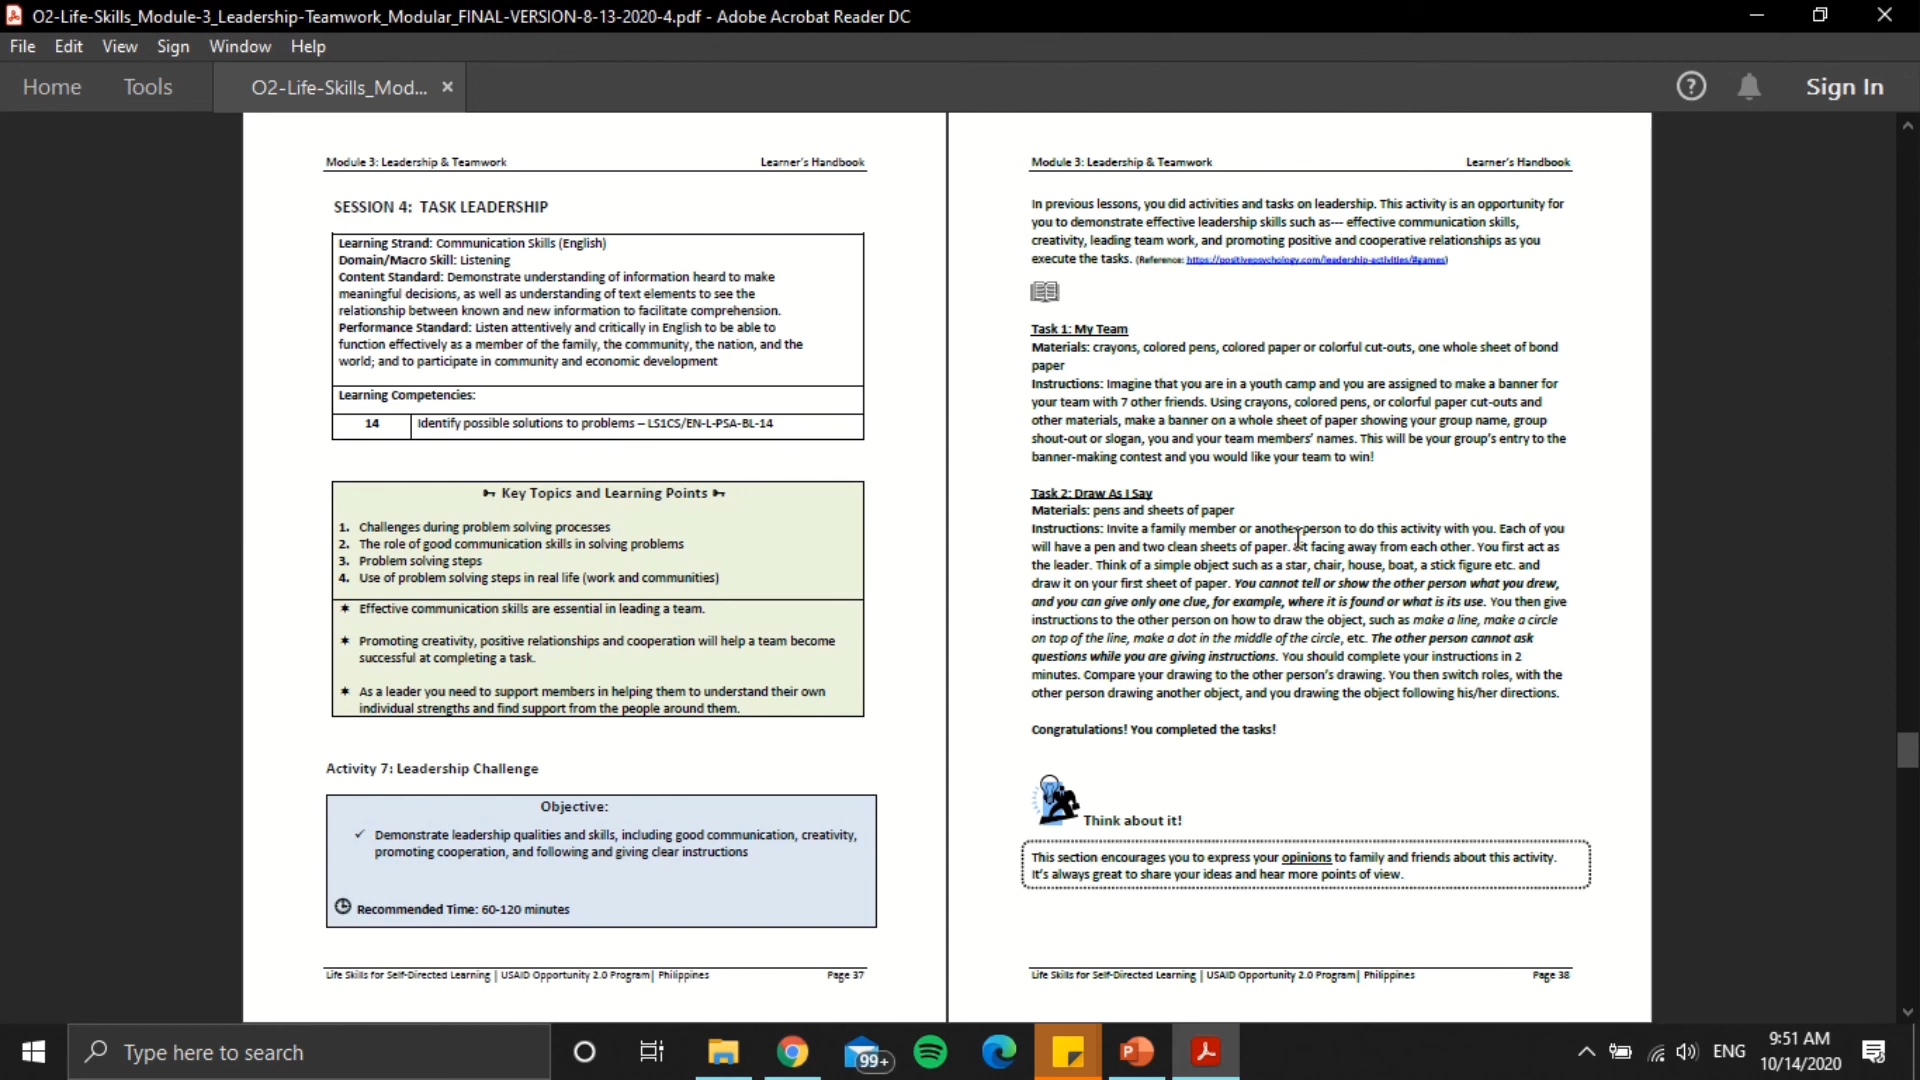 O2-Life-Skills_Module-3_Leadership-Teamwork_Modular_FINAL-VERSION-8-13-2020-4.pdf - Adobe Acrobat Reader DC
File Edit View Sign Window Help
Home Tools O2-Life-Skills_Mod... × Sign In
Module 3: Leadership & Teamwork Learner's Handbook
SESSION 4: TASK LEADERSHIP
Learning Strand: Communication Skills (English)
Domain/Macro Skill: Listening
Content Standard: Demonstrate understanding of information heard to make
meaningful decisions, as well as understanding of text elements to see the
relationship between known and new information to facilitate comprehension.
Performance Standard: Listen attentively and critically in English to be able to
function effectively as a member of the family, the community, the nation, and the
world; and to participate in community and economic development
Learning Competencies:
14 Identify possible solutions to problems – LS1CS/EN-L-PSA-BL-14
Key Topics and Learning Points
1. Challenges during problem solving processes
2. The role of good communication skills in solving problems
3. Problem solving steps
4. Use of problem solving steps in real life (work and communities)
✶ Effective communication skills are essential in leading a team.
✶ Promoting creativity, positive relationships and cooperation will help a team become
successful at completing a task.
✶ As a leader you need to support members in helping them to understand their own
individual strengths and find support from the people around them.
Activity 7: Leadership Challenge
Objective:
✓ Demonstrate leadership qualities and skills, including good communication, creativity,
promoting cooperation, and following and giving clear instructions
Recommended Time: 60-120 minutes
Life Skills for Self-Directed Learning | USAID Opportunity 2.0 Program| Philippines Page 37
Module 3: Leadership & Teamwork Learner's Handbook
In previous lessons, you did activities and tasks on leadership. This activity is an opportunity for
you to demonstrate effective leadership skills such as--- effective communication skills,
creativity, leading team work, and promoting positive and cooperative relationships as you
execute the tasks. (Reference: https://positivepsychology.com/leadership-activities/#games)
Task 1: My Team
Materials: crayons, colored pens, colored paper or colorful cut-outs, one whole sheet of bond
paper
Instructions: Imagine that you are in a youth camp and you are assigned to make a banner for
your team with 7 other friends. Using crayons, colored pens, or colorful paper cut-outs and
other materials, make a banner on a whole sheet of paper showing your group name, group
shout-out or slogan, you and your team members' names. This will be your group's entry to the
banner-making contest and you would like your team to win!
Task 2: Draw As I Say
Materials: pens and sheets of paper
Instructions: Invite a family member or another person to do this activity with you. Each of you
will have a pen and two clean sheets of paper. Sit facing away from each other. You first act as
the leader. Think of a simple object such as a star, chair, house, boat, a stick figure etc. and
draw it on your first sheet of paper. You cannot tell or show the other person what you drew,
and you can give only one clue, for example, where it is found or what is its use. You then give
instructions to the other person on how to draw the object, such as make a line, make a circle
on top of the line, make a dot in the middle of the circle, etc. The other person cannot ask
questions while you are giving instructions. You should complete your instructions in 2
minutes. Compare your drawing to the other person's drawing. You then switch roles, with the
other person drawing another object, and you drawing the object following his/her directions.
Congratulations! You completed the tasks!
Think about it!
This section encourages you to express your opinions to family and friends about this activity.
It's always great to share your ideas and hear more points of view.
Life Skills for Self-Directed Learning | USAID Opportunity 2.0 Program| Philippines Page 38
Type here to search
99+
ENG
9:51 AM
10/14/2020